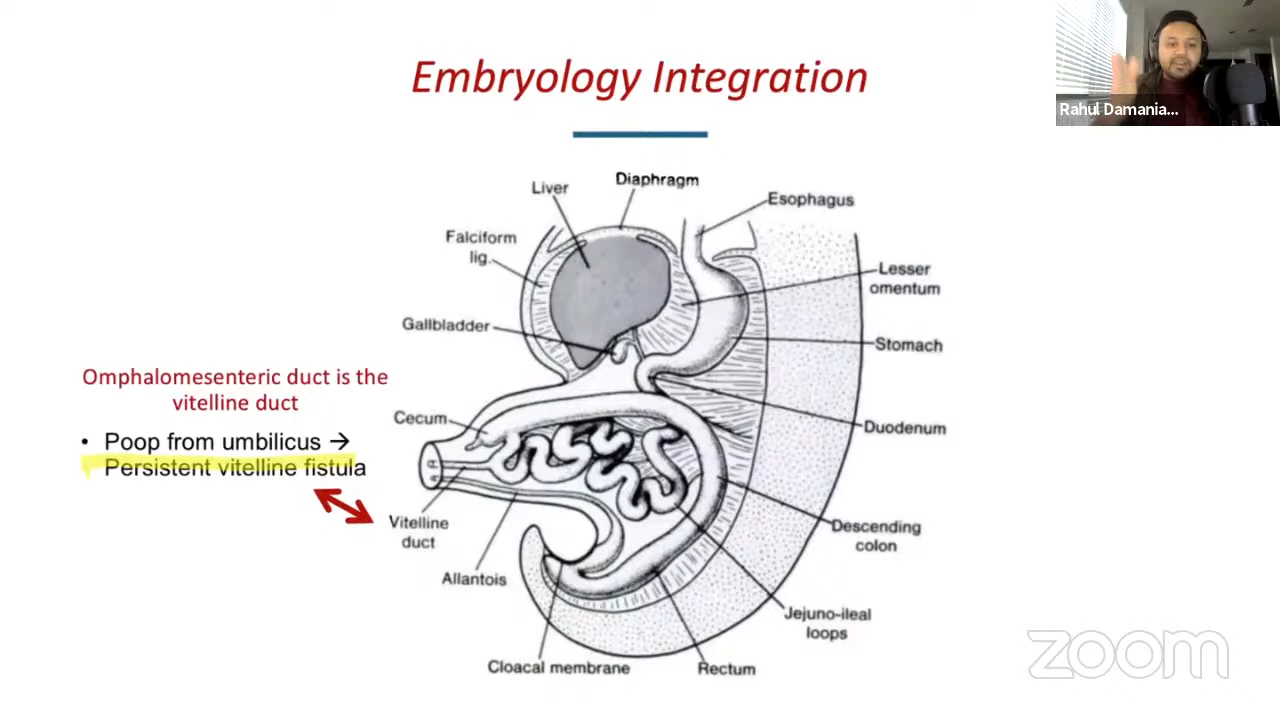 Embryology Integration
Rahul Damania...
Diaphragm
Liver
Esophagus
Falciform
lig.
Lesser
omentum
Gallbladder
Stomach
Omphalomesenteric duct is the
vitelline duct
Cecum
Duodenum
• Poop from umbilicus →
Persistent vitelline fistula
Vitelline
duct
Descending
colon
Allantois
Jejuno-ileal
loops
Cloacal membrane
Rectum
zoom